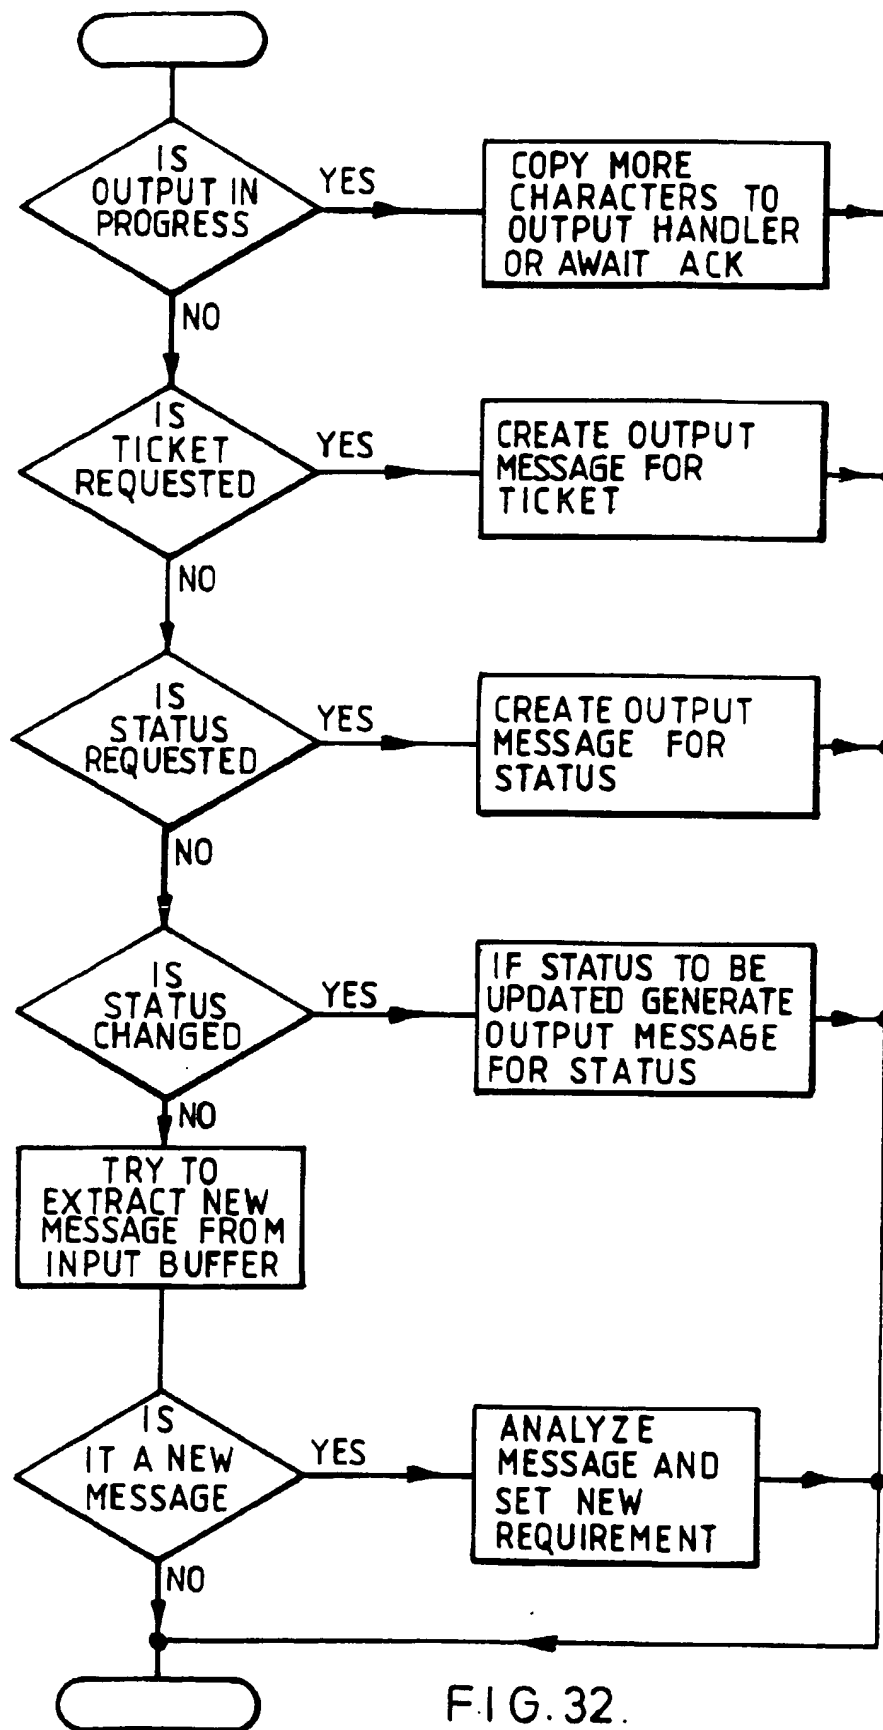 IS
OUTPUT IN
PROGRESS
YES
COPY MORE
CHARACTERS TO
OUTPUT HANDLER
OR AWAIT ACK
NO
IS
TICKET
REQUESTED
YES
CREATE OUTPUT
MESSAGE FOR
TICKET
NO
IS
STATUS
REQUESTED
YES
CREATE OUTPUT
MESSAGE FOR
STATUS
NO
IS
STATUS
CHANGED
YES
IF STATUS TO BE
UPDATED GENERATE
OUTPUT MESSAGE
FOR STATUS
NO
TRY TO
EXTRACT NEW
MESSAGE FROM
INPUT BUFFER
IS
IT A NEW
MESSAGE
YES
ANALYZE
MESSAGE AND
SET NEW
REQUIREMENT
NO
FIG.32.